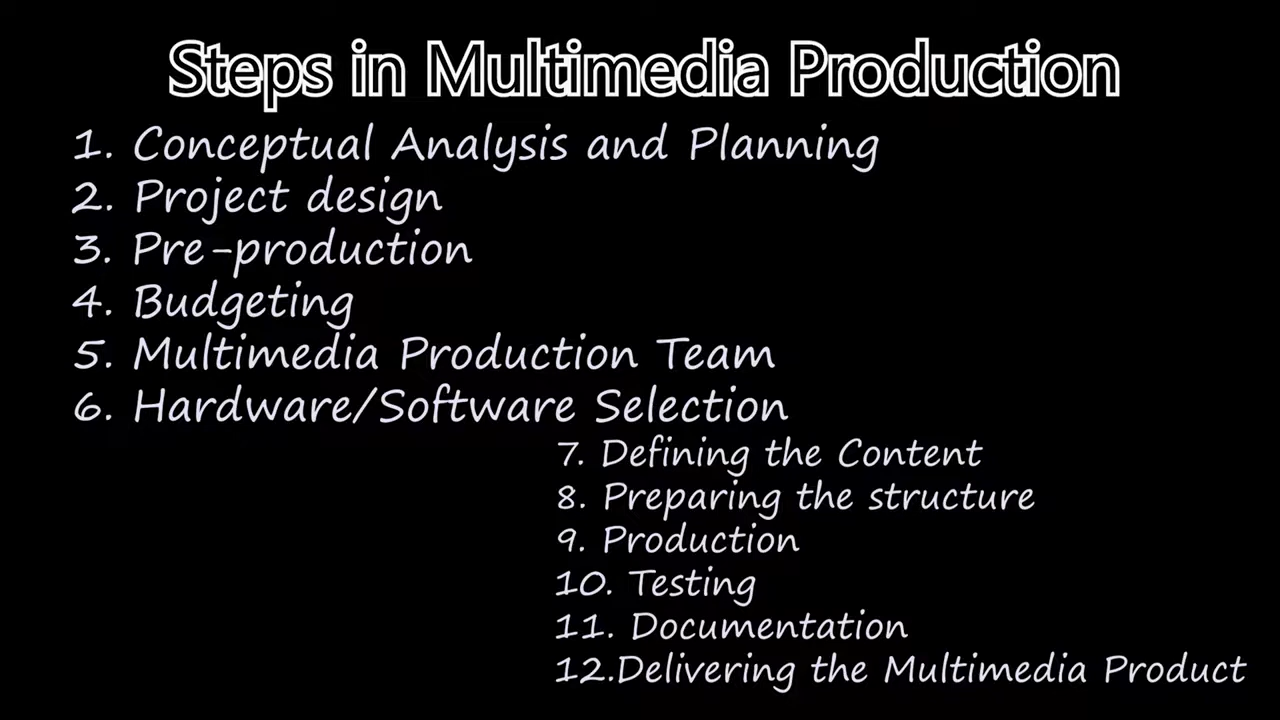 Steps in Multimedia Production
1. Conceptual Analysis and Planning
2. Project design
3. Pre-production
4. Budgeting
5. Multimedia Production Team
6. Hardware/Software Selection
7. Defining the Content
8. Preparing the structure
9. Production
10. Testing
11. Documentation
12.Delivering the Multimedia Product